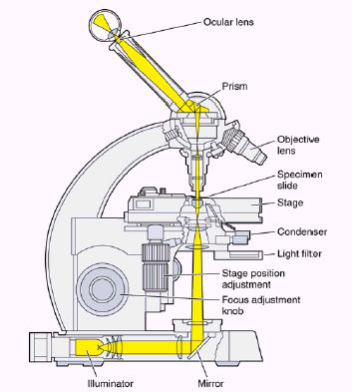 Ocular lens
Prism
Objective
lens
Specimen
slide
Stage
Condenser
Light filter
Stage position
adjustment
Focus adjustment
knob
Illuminator
Mirror